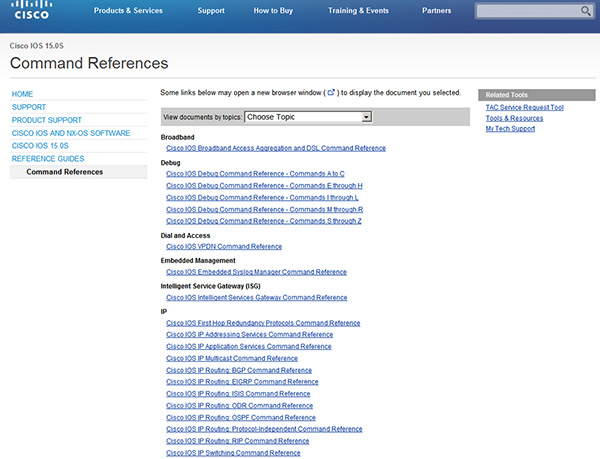 CISCO
Products & Services
Support
How to Buy
Training & Events
Partners
Cisco IOS 15.0S
Command References
HOME
SUPPORT
PRODUCT SUPPORT
CISCO IOS AND NX-OS SOFTWARE
CISCO IOS 15.0S
REFERENCE GUIDES
Command References
Some links below may open a new browser window ( ) to display the document you selected.
View documents by topics: Choose Topic
Broadband
Cisco IOS Broadband Access Aggregation and DSL Command Reference
Debug
Cisco IOS Debug Command Reference - Commands A to C
Cisco IOS Debug Command Reference - Commands E through H
Cisco IOS Debug Command Reference - Commands I through L
Cisco IOS Debug Command Reference - Commands M through R
Cisco IOS Debug Command Reference - Commands S through Z
Dial and Access
Cisco IOS VPDN Command Reference
Embedded Management
Cisco IOS Embedded Syslog Manager Command Reference
Intelligent Service Gateway (ISG)
Cisco IOS Intelligent Services Gateway Command Reference
IP
Cisco IOS First Hop Redundancy Protocols Command Reference
Cisco IOS IP Addressing Services Command Reference
Cisco IOS IP Application Services Command Reference
Cisco IOS IP Multicast Command Reference
Cisco IOS IP Routing: BGP Command Reference
Cisco IOS IP Routing: EIGRP Command Reference
Cisco IOS IP Routing: ISIS Command Reference
Cisco IOS IP Routing: ODR Command Reference
Cisco IOS IP Routing: OSPF Command Reference
Cisco IOS IP Routing: Protocol-Independent Command Reference
Cisco IOS IP Routing: RIP Command Reference
Cisco IOS IP Switching Command Reference
Related Tools
TAC Service Request Tool
Tools & Resources
My Tech Support